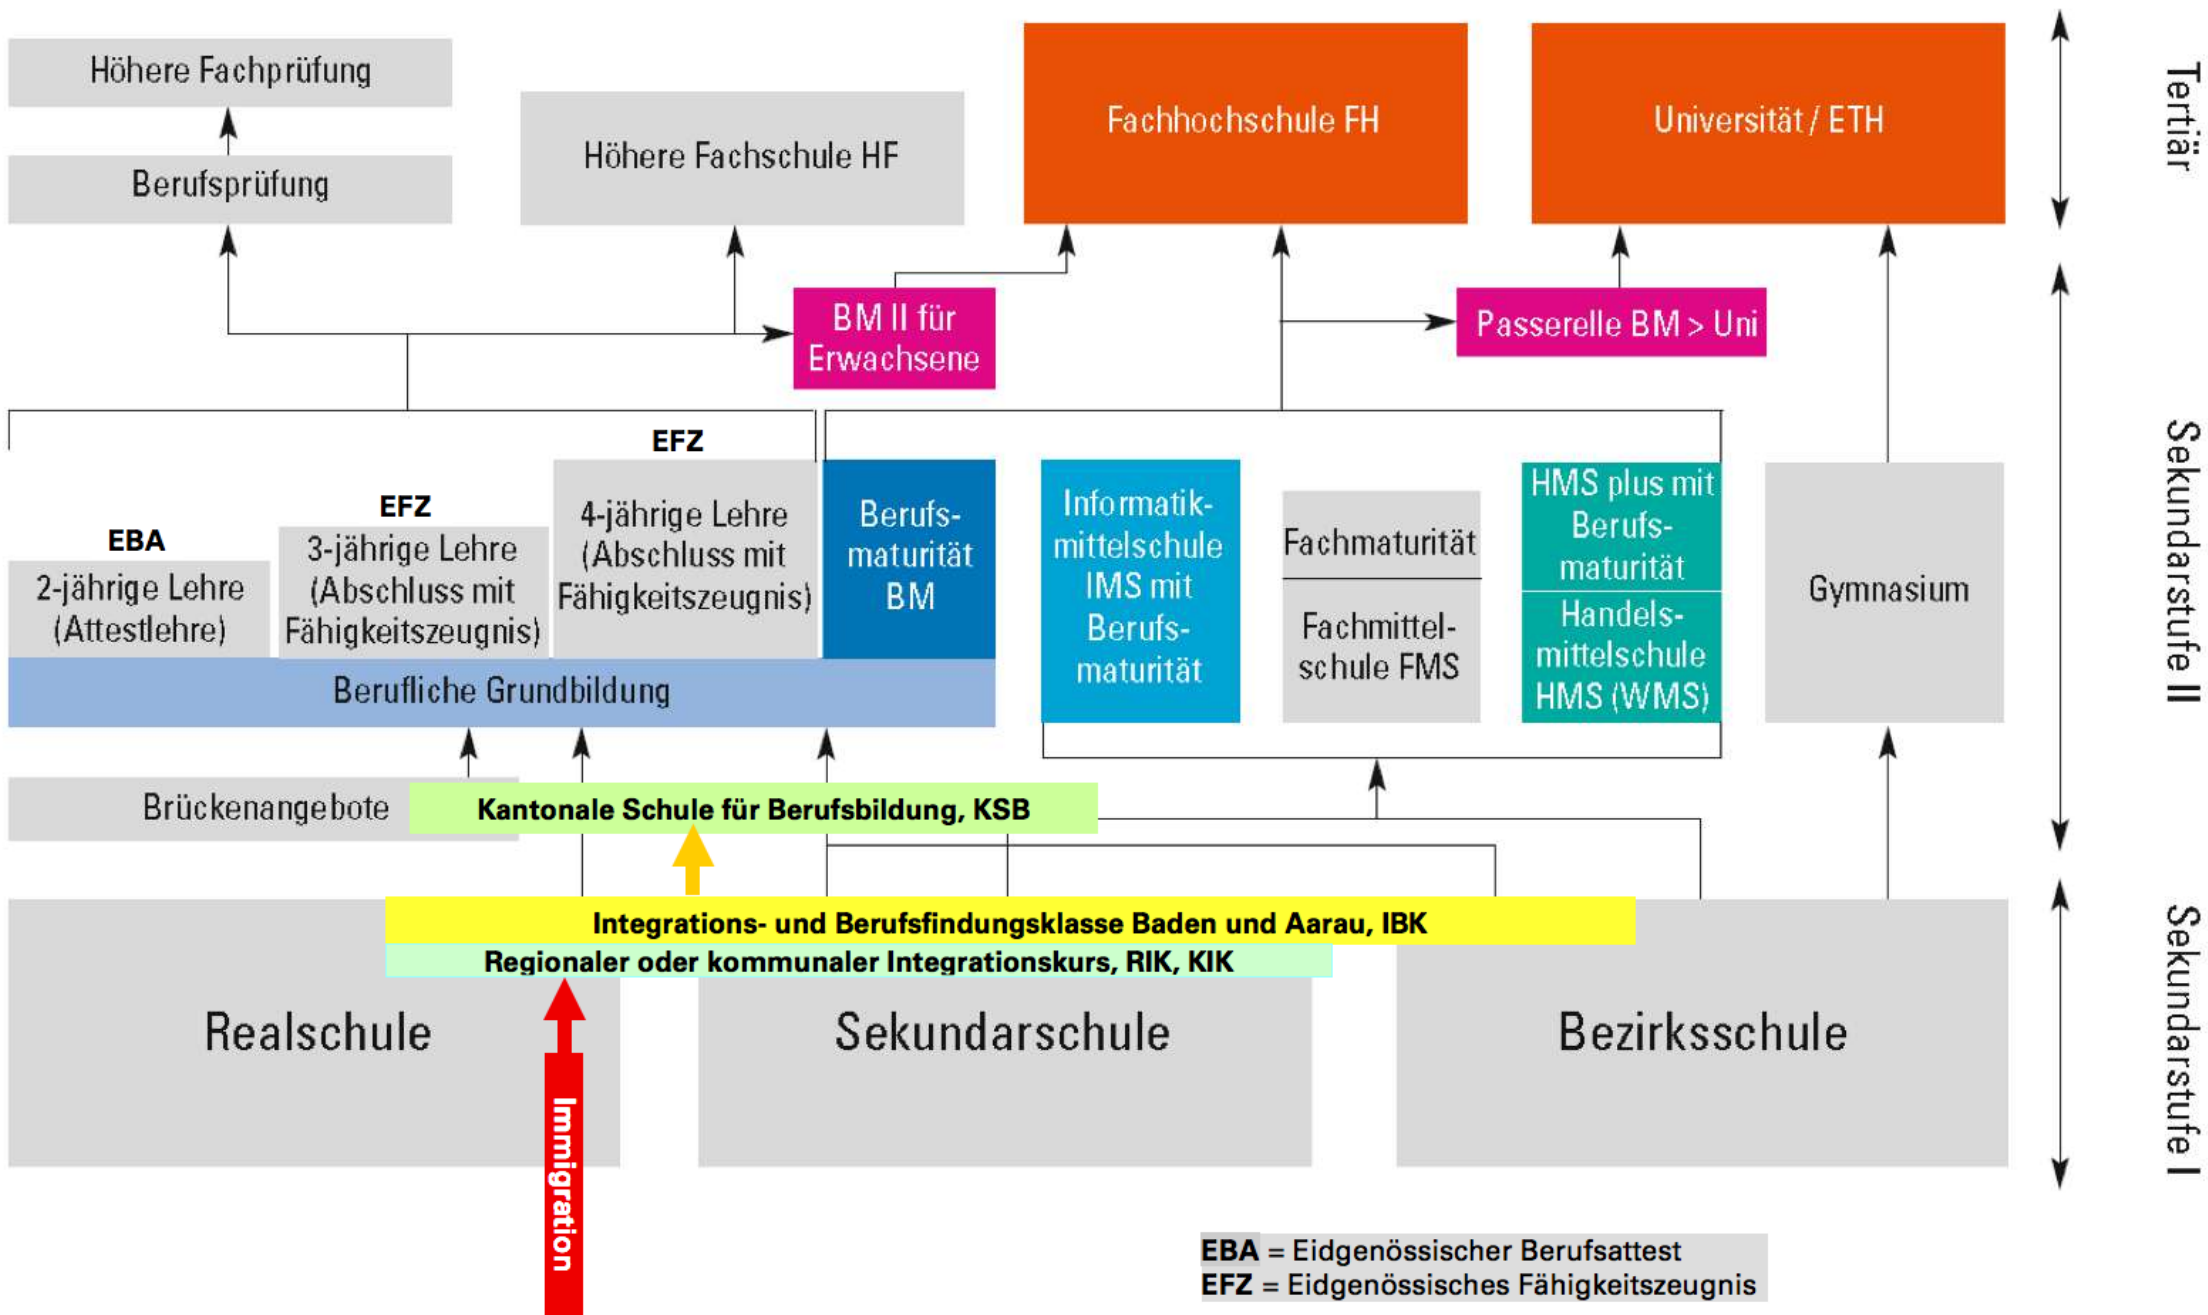 Höhere Fachprüfung
Berufsprüfung
Höhere Fachschule HF
Fachhochschule FH
Universität / ETH
Tertiär
BM II für
Erwachsene
Passerelle BM > Uni
EBA
2-jährige Lehre
(Attestlehre)
EFZ
3-jährige Lehre
(Abschluss mit
Fähigkeitszeugnis)
EFZ
4-jährige Lehre
(Abschluss mit
Fähigkeitszeugnis)
Berufs-
maturität
BM
Informatik-
mittelschule
IMS mit
Berufs-
maturität
Fachmaturität
Fachmittel-
schule FMS
HMS plus mit
Berufs-
maturität
Handels-
mittelschule
HMS (WMS)
Gymnasium
Sekundarstufe II
Berufliche Grundbildung
Brückenangebote
Kantonale Schule für Berufsbildung, KSB
Integrations- und Berufsfindungsklasse Baden und Aarau, IBK
Regionaler oder kommunaler Integrationskurs, RIK, KIK
Realschule
Sekundarschule
Bezirksschule
Sekundarstufe I
Immigration
EBA = Eidgenössischer Berufsattest
EFZ = Eidgenössisches Fähigkeitszeugnis